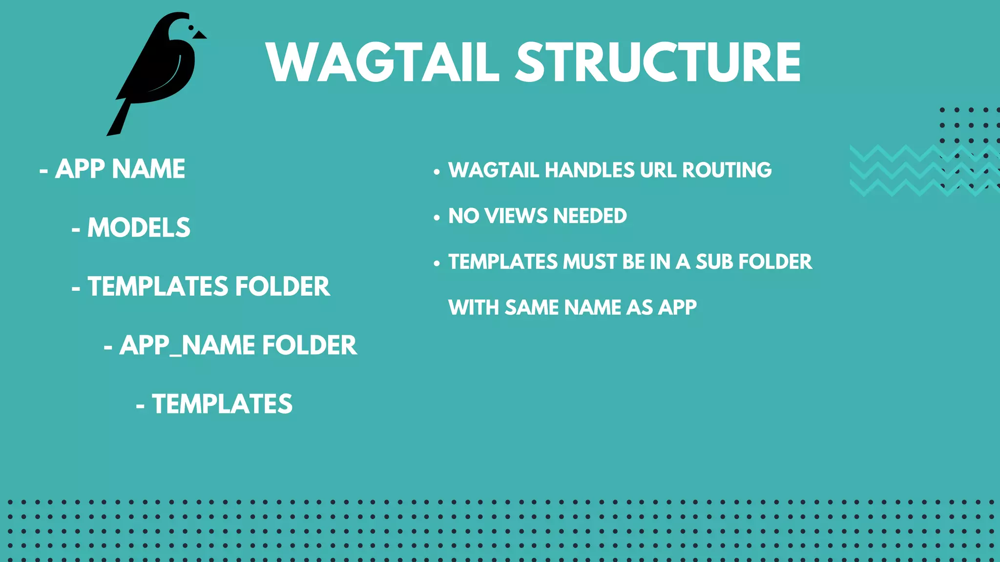 WAGTAIL STRUCTURE
- APP NAME
- MODELS
- TEMPLATES FOLDER
- APP_NAME FOLDER
- TEMPLATES
• WAGTAIL HANDLES URL ROUTING
• NO VIEWS NEEDED
• TEMPLATES MUST BE IN A SUB FOLDER
WITH SAME NAME AS APP